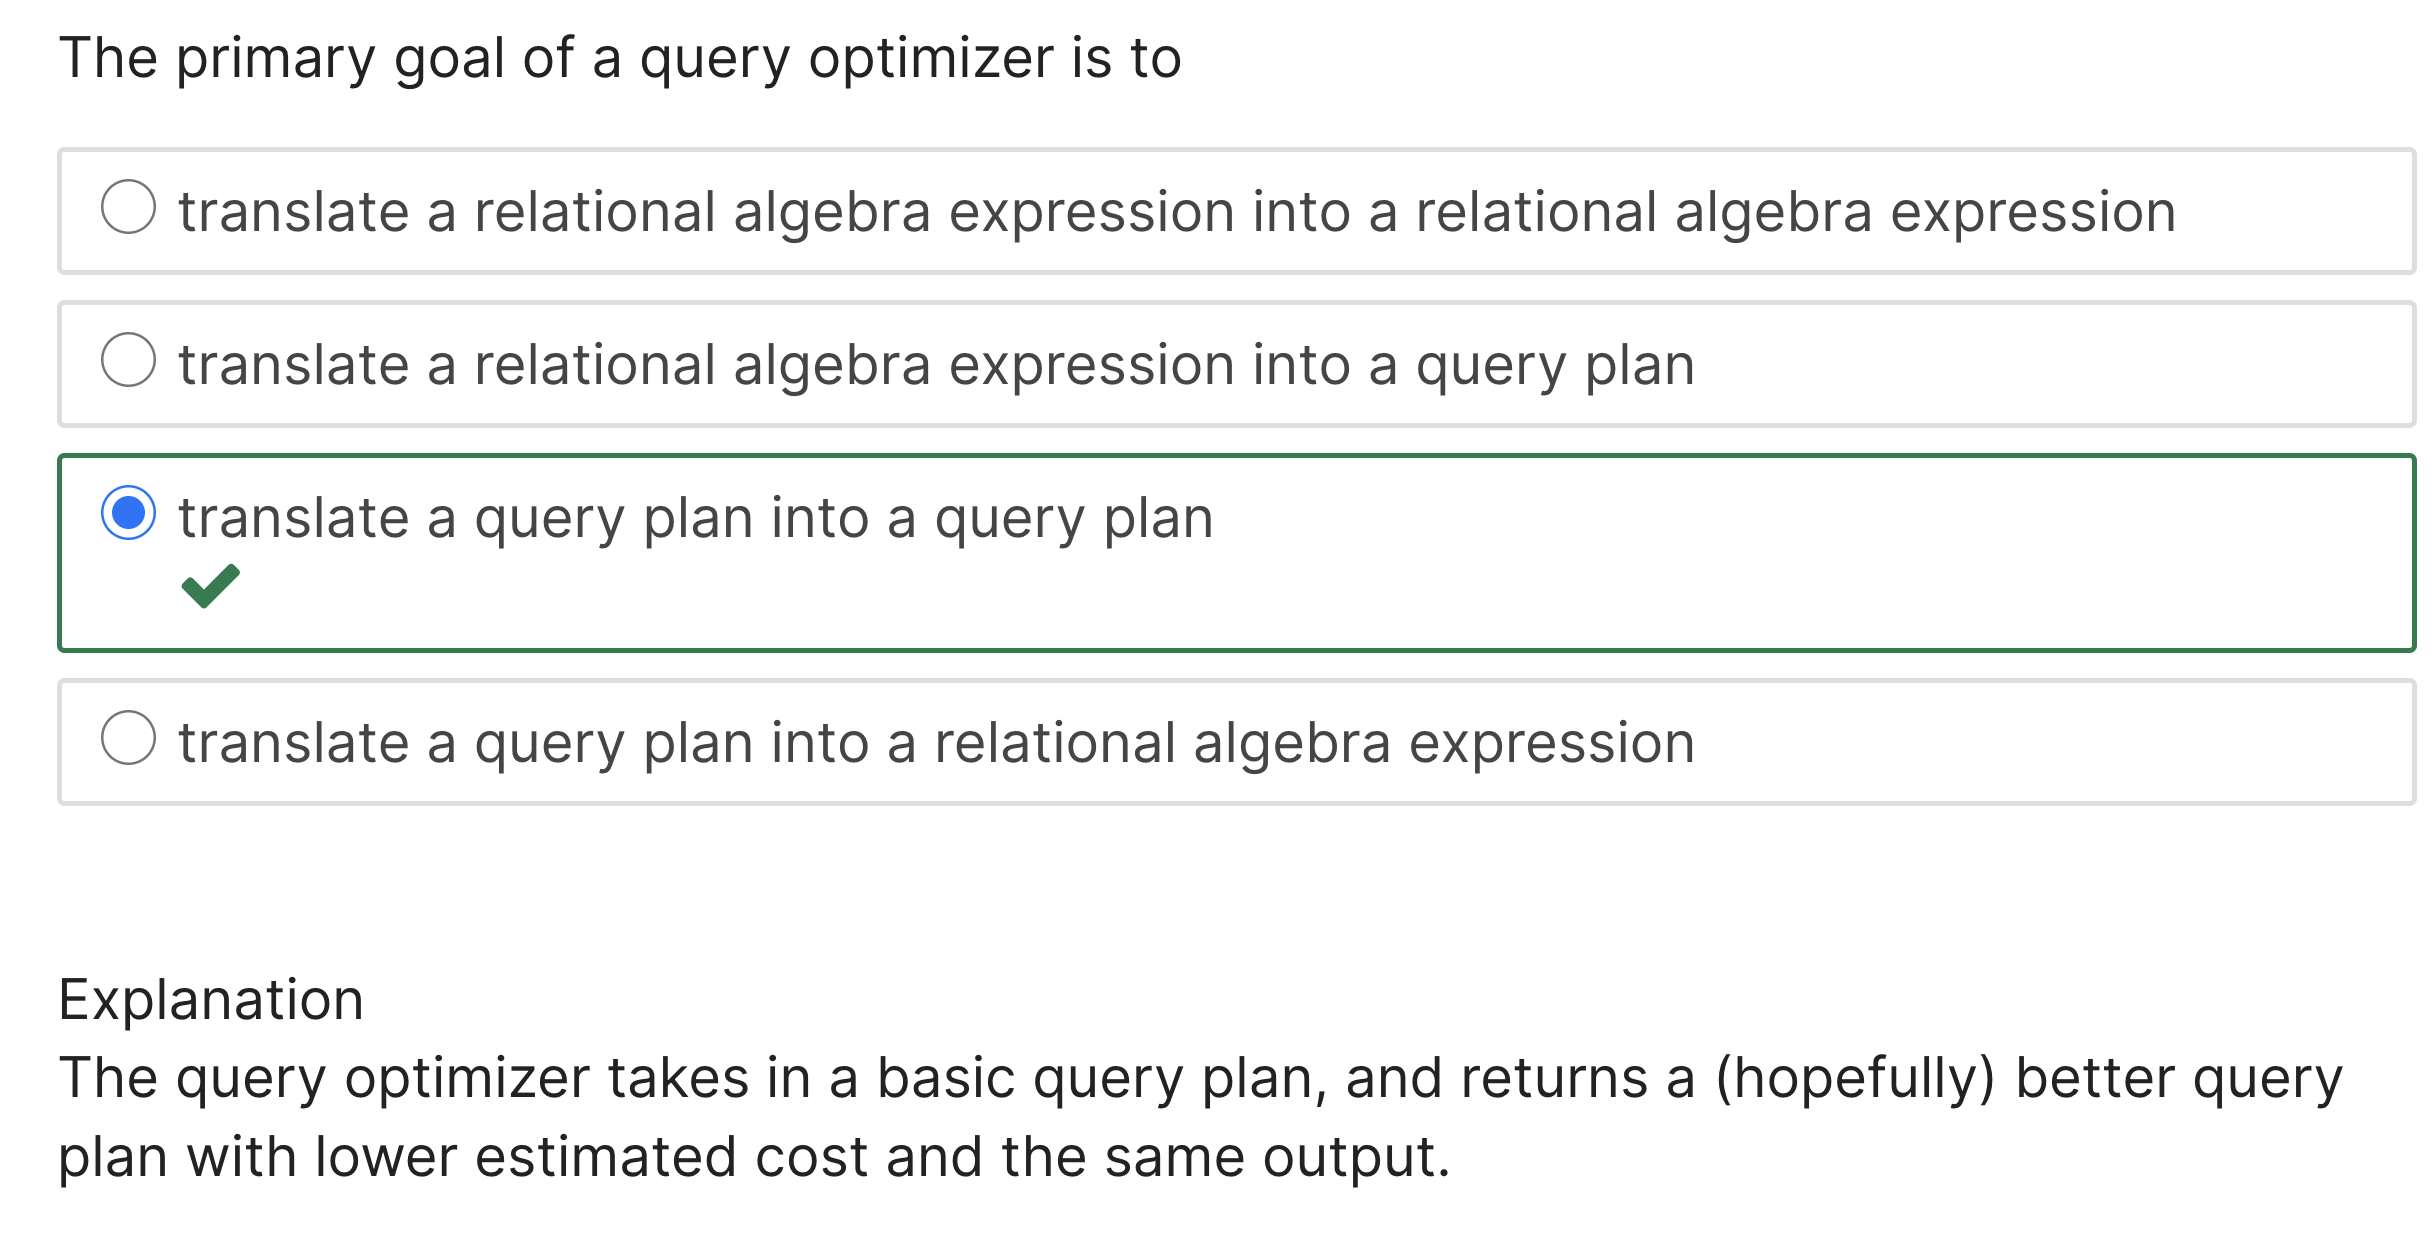 The primary goal of a query optimizer is to
translate a relational algebra expression into a relational algebra expression
translate a relational algebra expression into a query plan
translate a query plan into a query plan
translate a query plan into a relational algebra expression
Explanation
The query optimizer takes in a basic query plan, and returns a (hopefully) better query
plan with lower estimated cost and the same output.